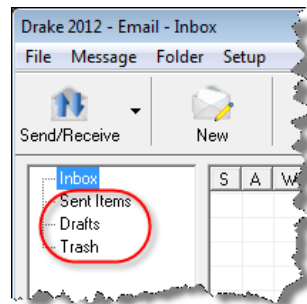 Drake 2012 - Email - Inbox
File Message Folder Setup
Send/Receive New
Inbox S A W
Sent Items
Drafts
Trash